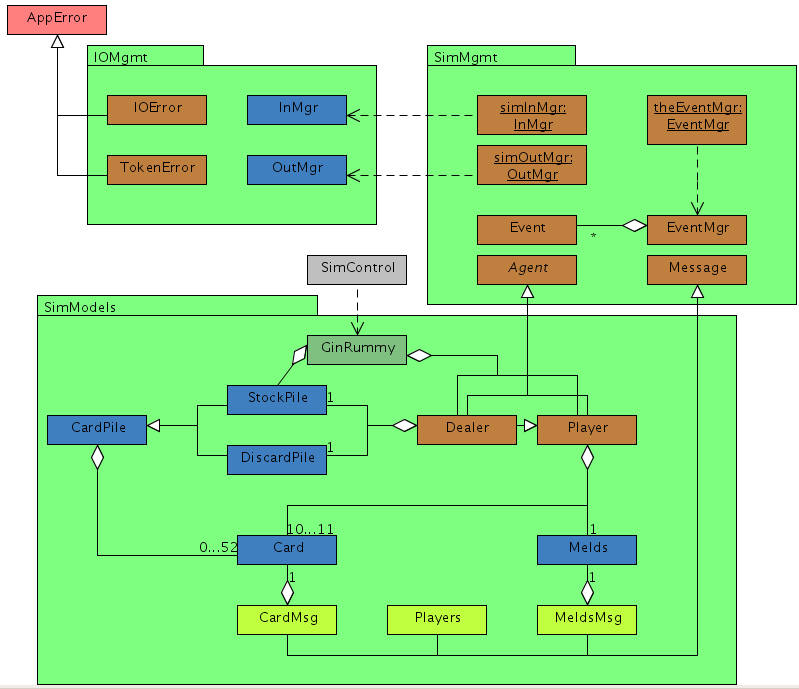 AppError
IOMgmt
SimMgmt
IOError
InMgr
simInMgr:
InMgr
theEventMgr:
EventMgr
TokenError
OutMgr
simOutMgr:
OutMgr
Event
*
EventMgr
SimControl
Agent
Message
SimModels
GinRummy
StockPile
1
CardPile
Dealer
Player
DiscardPile
1
10...11
1
0...52
Card
Melds
1
1
CardMsg
Players
MeldsMsg